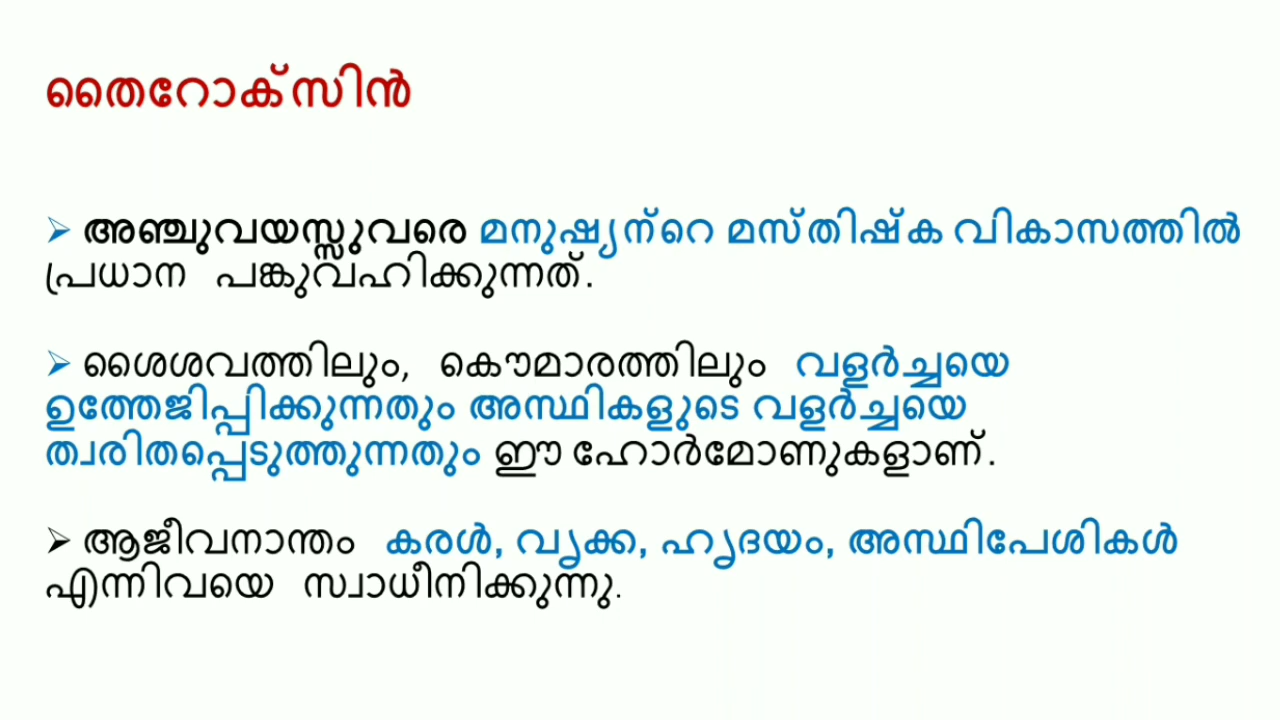 തൈറോക്സിൻ
➢ അഞ്ചുവയസ്സുവരെ മനുഷ്യന്റെ മസ്തിഷ്ക വികാസത്തിൽ
പ്രധാന പങ്കുവഹിക്കുന്നത്.
➢ ശൈശവത്തിലും, കൌമാരത്തിലും വളർച്ചയെ
ഉത്തേജിപ്പിക്കുന്നതും അസ്ഥികളുടെ വളർച്ചയെ
ത്വരിതപ്പെടുത്തുന്നതും ഈ ഹോർമോണുകളാണ്.
➢ ആജീവനാന്തം കരൾ, വൃക്ക, ഹൃദയം, അസ്ഥിപേശികൾ
എന്നിവയെ സ്വാധീനിക്കുന്നു.